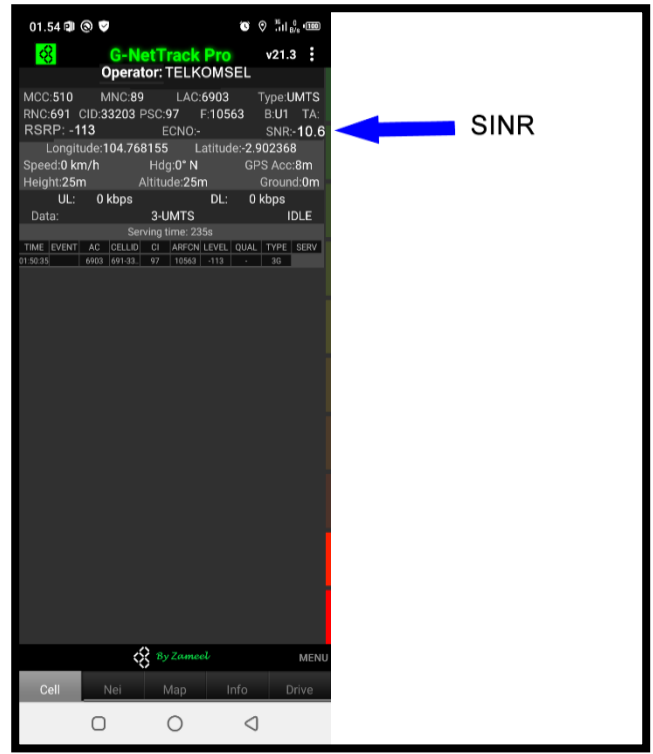 01.54
G-NetTrack Pro v21.3
Operator: TELKOMSEL
MCC:510 MNC:89 LAC:6903 Type:UMTS
RNC:691 CID:33203 PSC:97 F:10563 B:U1 TA:
RSRP: -113 ECNO:- SNR:-10.6
SINR
Longitude:104.768155 Latitude:-2.902368
Speed:0 km/h Hdg:0° N GPS Acc:8m
Height:25m Altitude:25m Ground:0m
UL: 0 kbps DL: 0 kbps
Data: 3-UMTS IDLE
Serving time: 235s
TIME EVENT AC CELLID CI ARFCN LEVEL QUAL TYPE SERV
01:50:35 6903 691-33.. 97 10563 -113 - 3G
By Zameel MENU
Cell Nei Map Info Drive